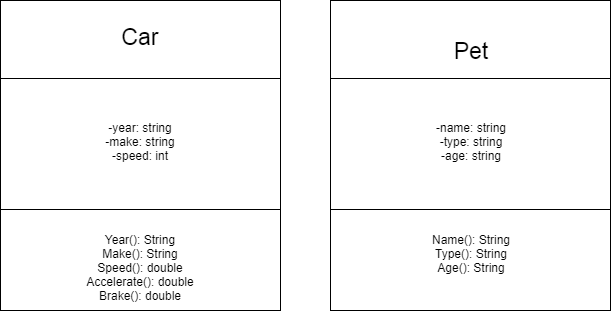 Car
-year: string
-make: string
-speed: int
Year(): String
Make(): String
Speed(): double
Accelerate(): double
Brake(): double
Pet
-name: string
-type: string
-age: string
Name(): String
Type(): String
Age(): String